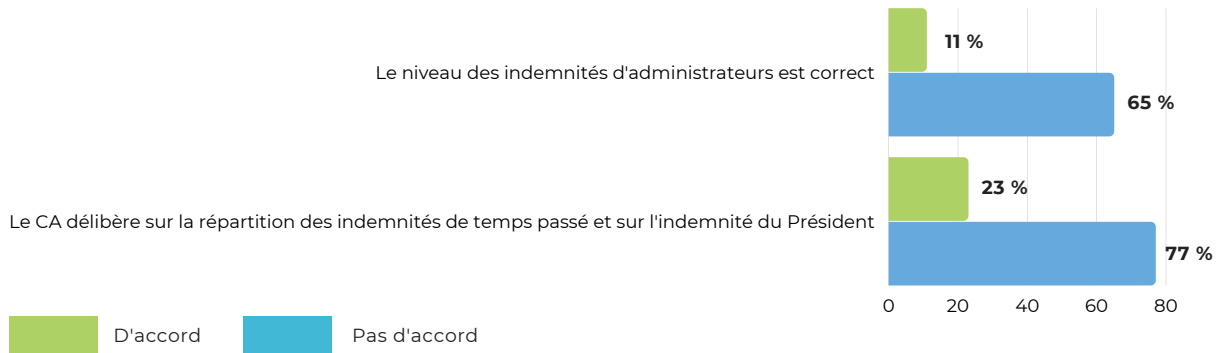 11 %
Le niveau des indemnités d'administrateurs est correct
65 %
23 %
Le CA délibère sur la répartition des indemnités de temps passé et sur l'indemnité du Président
77 %
0 20 40 60 80
D'accord Pas d'accord